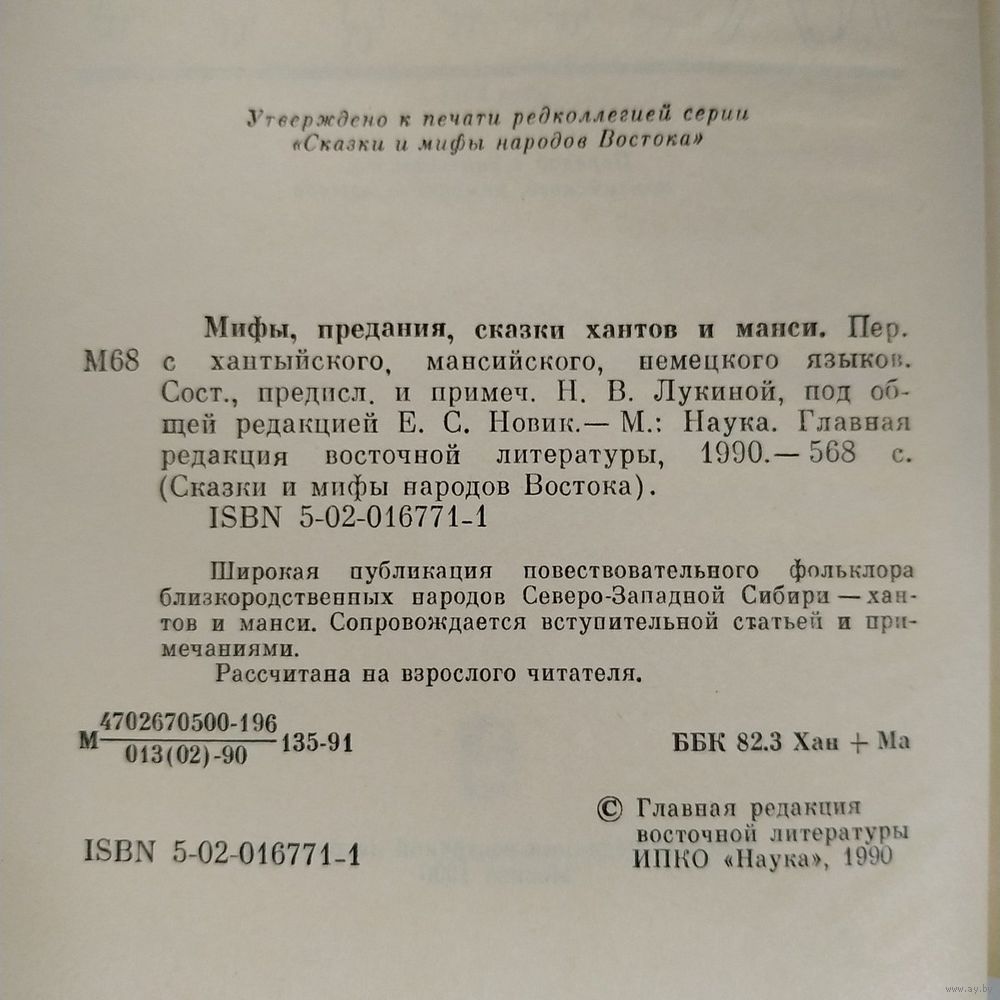 Утверждено к печати редколлегией серии
«Сказки и мифы народов Востока»
Мифы, предания, сказки хантов и манси. Пер.
М68 с хантыйского, мансийского, немецкого языков.
Сост., предисл. и примеч. Н. В. Лукиной, под об-
щей редакцией Е. С. Новик.— М.: Наука. Главная
редакция восточной литературы, 1990.— 568 с.
(Сказки и мифы народов Востока).
ISBN 5-02-016771-1
Широкая публикация повествовательного фольклора
близкородственных народов Северо-Западной Сибири — хан-
тов и манси. Сопровождается вступительной статьей и при-
мечаниями.
Рассчитана на взрослого читателя.
4702670500-196
М 135-91
013(02)-90
ББК 82.3 Хан + Ма
© Главная редакция
восточной литературы
ИПКО «Наука», 1990
ISBN 5-02-016771-1
www.ay.by